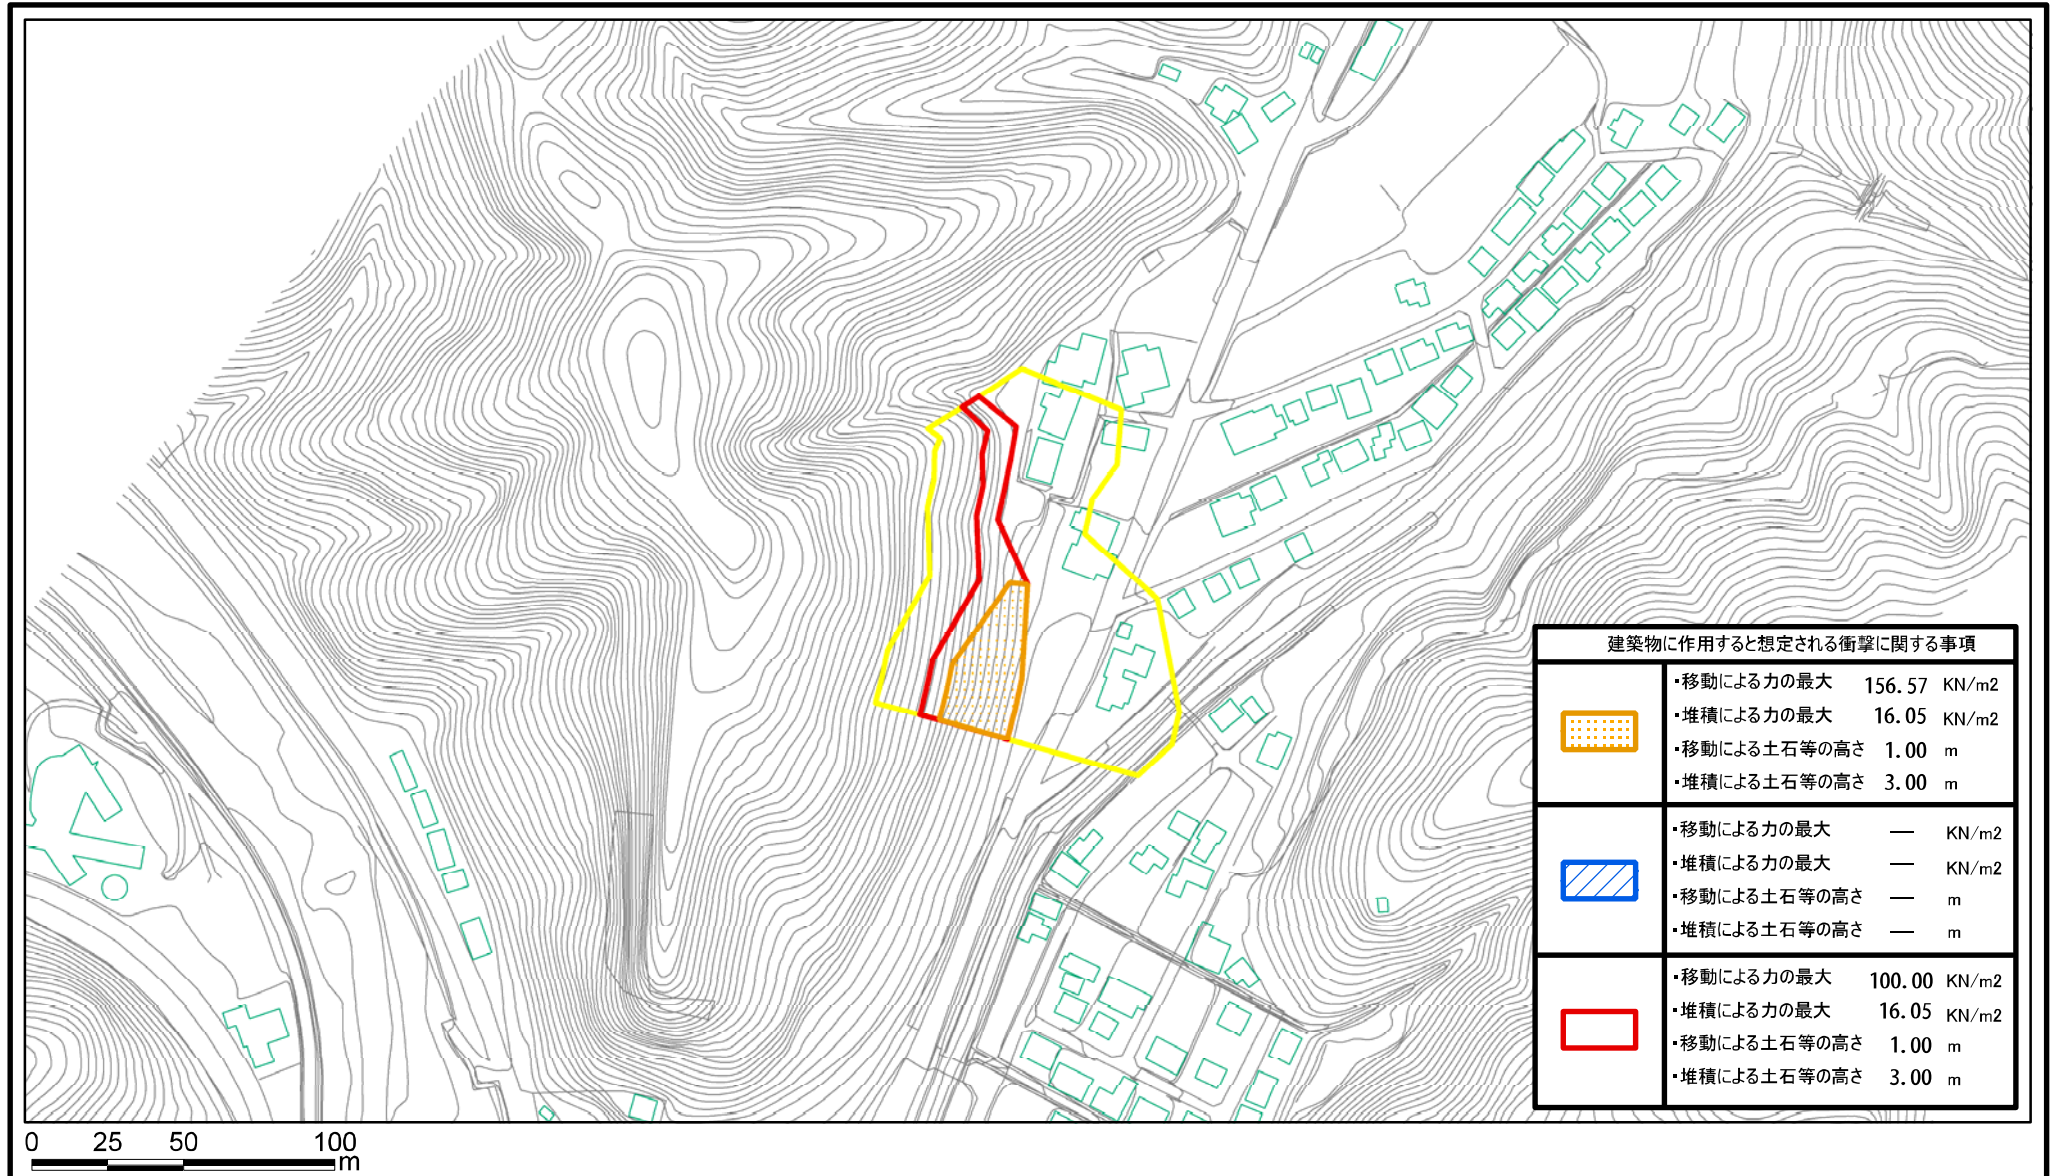 建築物に作用すると想定される衝撃に関する事項
・移動による力の最大 156.57 KN/m2
・堆積による力の最大 16.05 KN/m2
・移動による土石等の高さ 1.00 m
・堆積による土石等の高さ 3.00 m
・移動による力の最大 — KN/m2
・堆積による力の最大 — KN/m2
・移動による土石等の高さ — m
・堆積による土石等の高さ — m
・移動による力の最大 100.00 KN/m2
・堆積による力の最大 16.05 KN/m2
・移動による土石等の高さ 1.00 m
・堆積による土石等の高さ 3.00 m
0 25 50 100
m